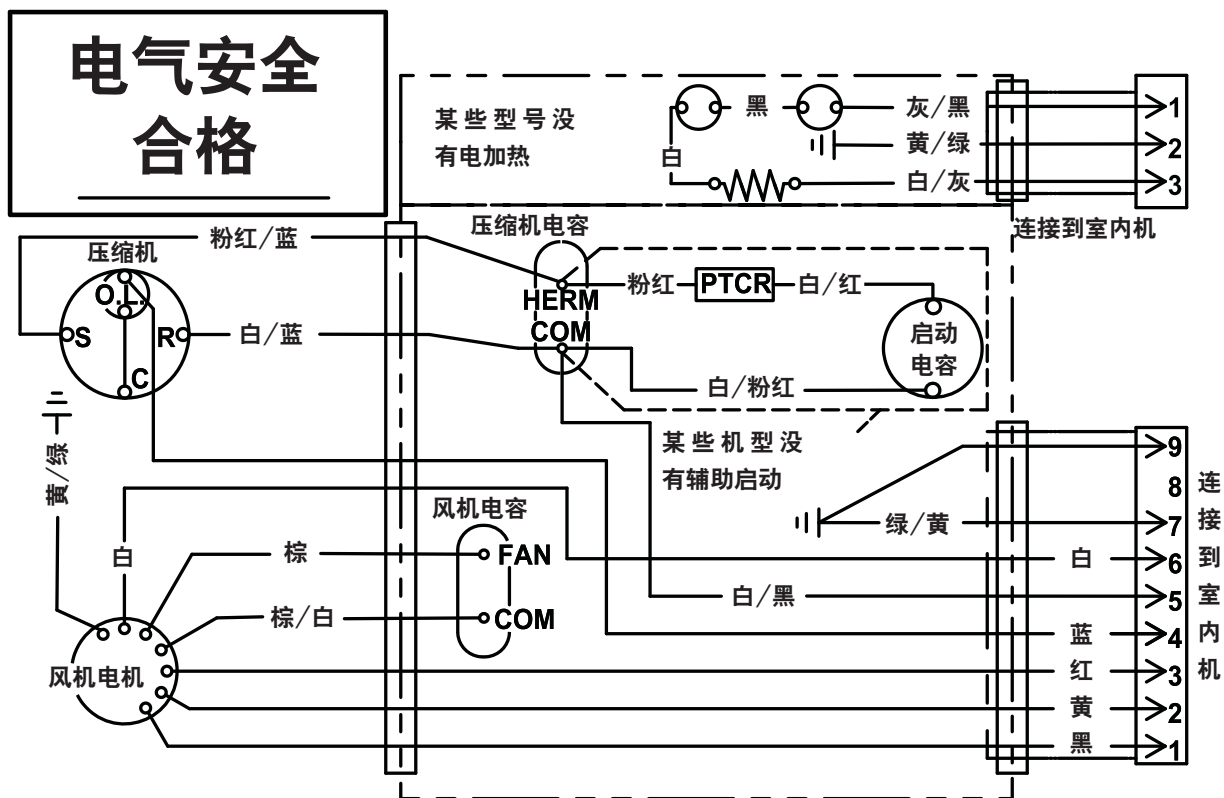 电气安全
合格
某些型号没
有电加热
黑
灰/黑
黄/绿
白
白/灰
1
2
3
连接到室内机
粉红/蓝
压缩机电容
压缩机
O.L.
S
R
C
白/蓝
HERM
COM
粉红
PTCR
白/红
启动
电容
白/粉红
某些机型没
有辅助启动
黄/绿
白
风机电容
棕
FAN
棕/白
COM
风机电机
绿/黄
白/黑
白
蓝
红
黄
黑
9
8
7
6
5
4
3
2
1
连接到室内机